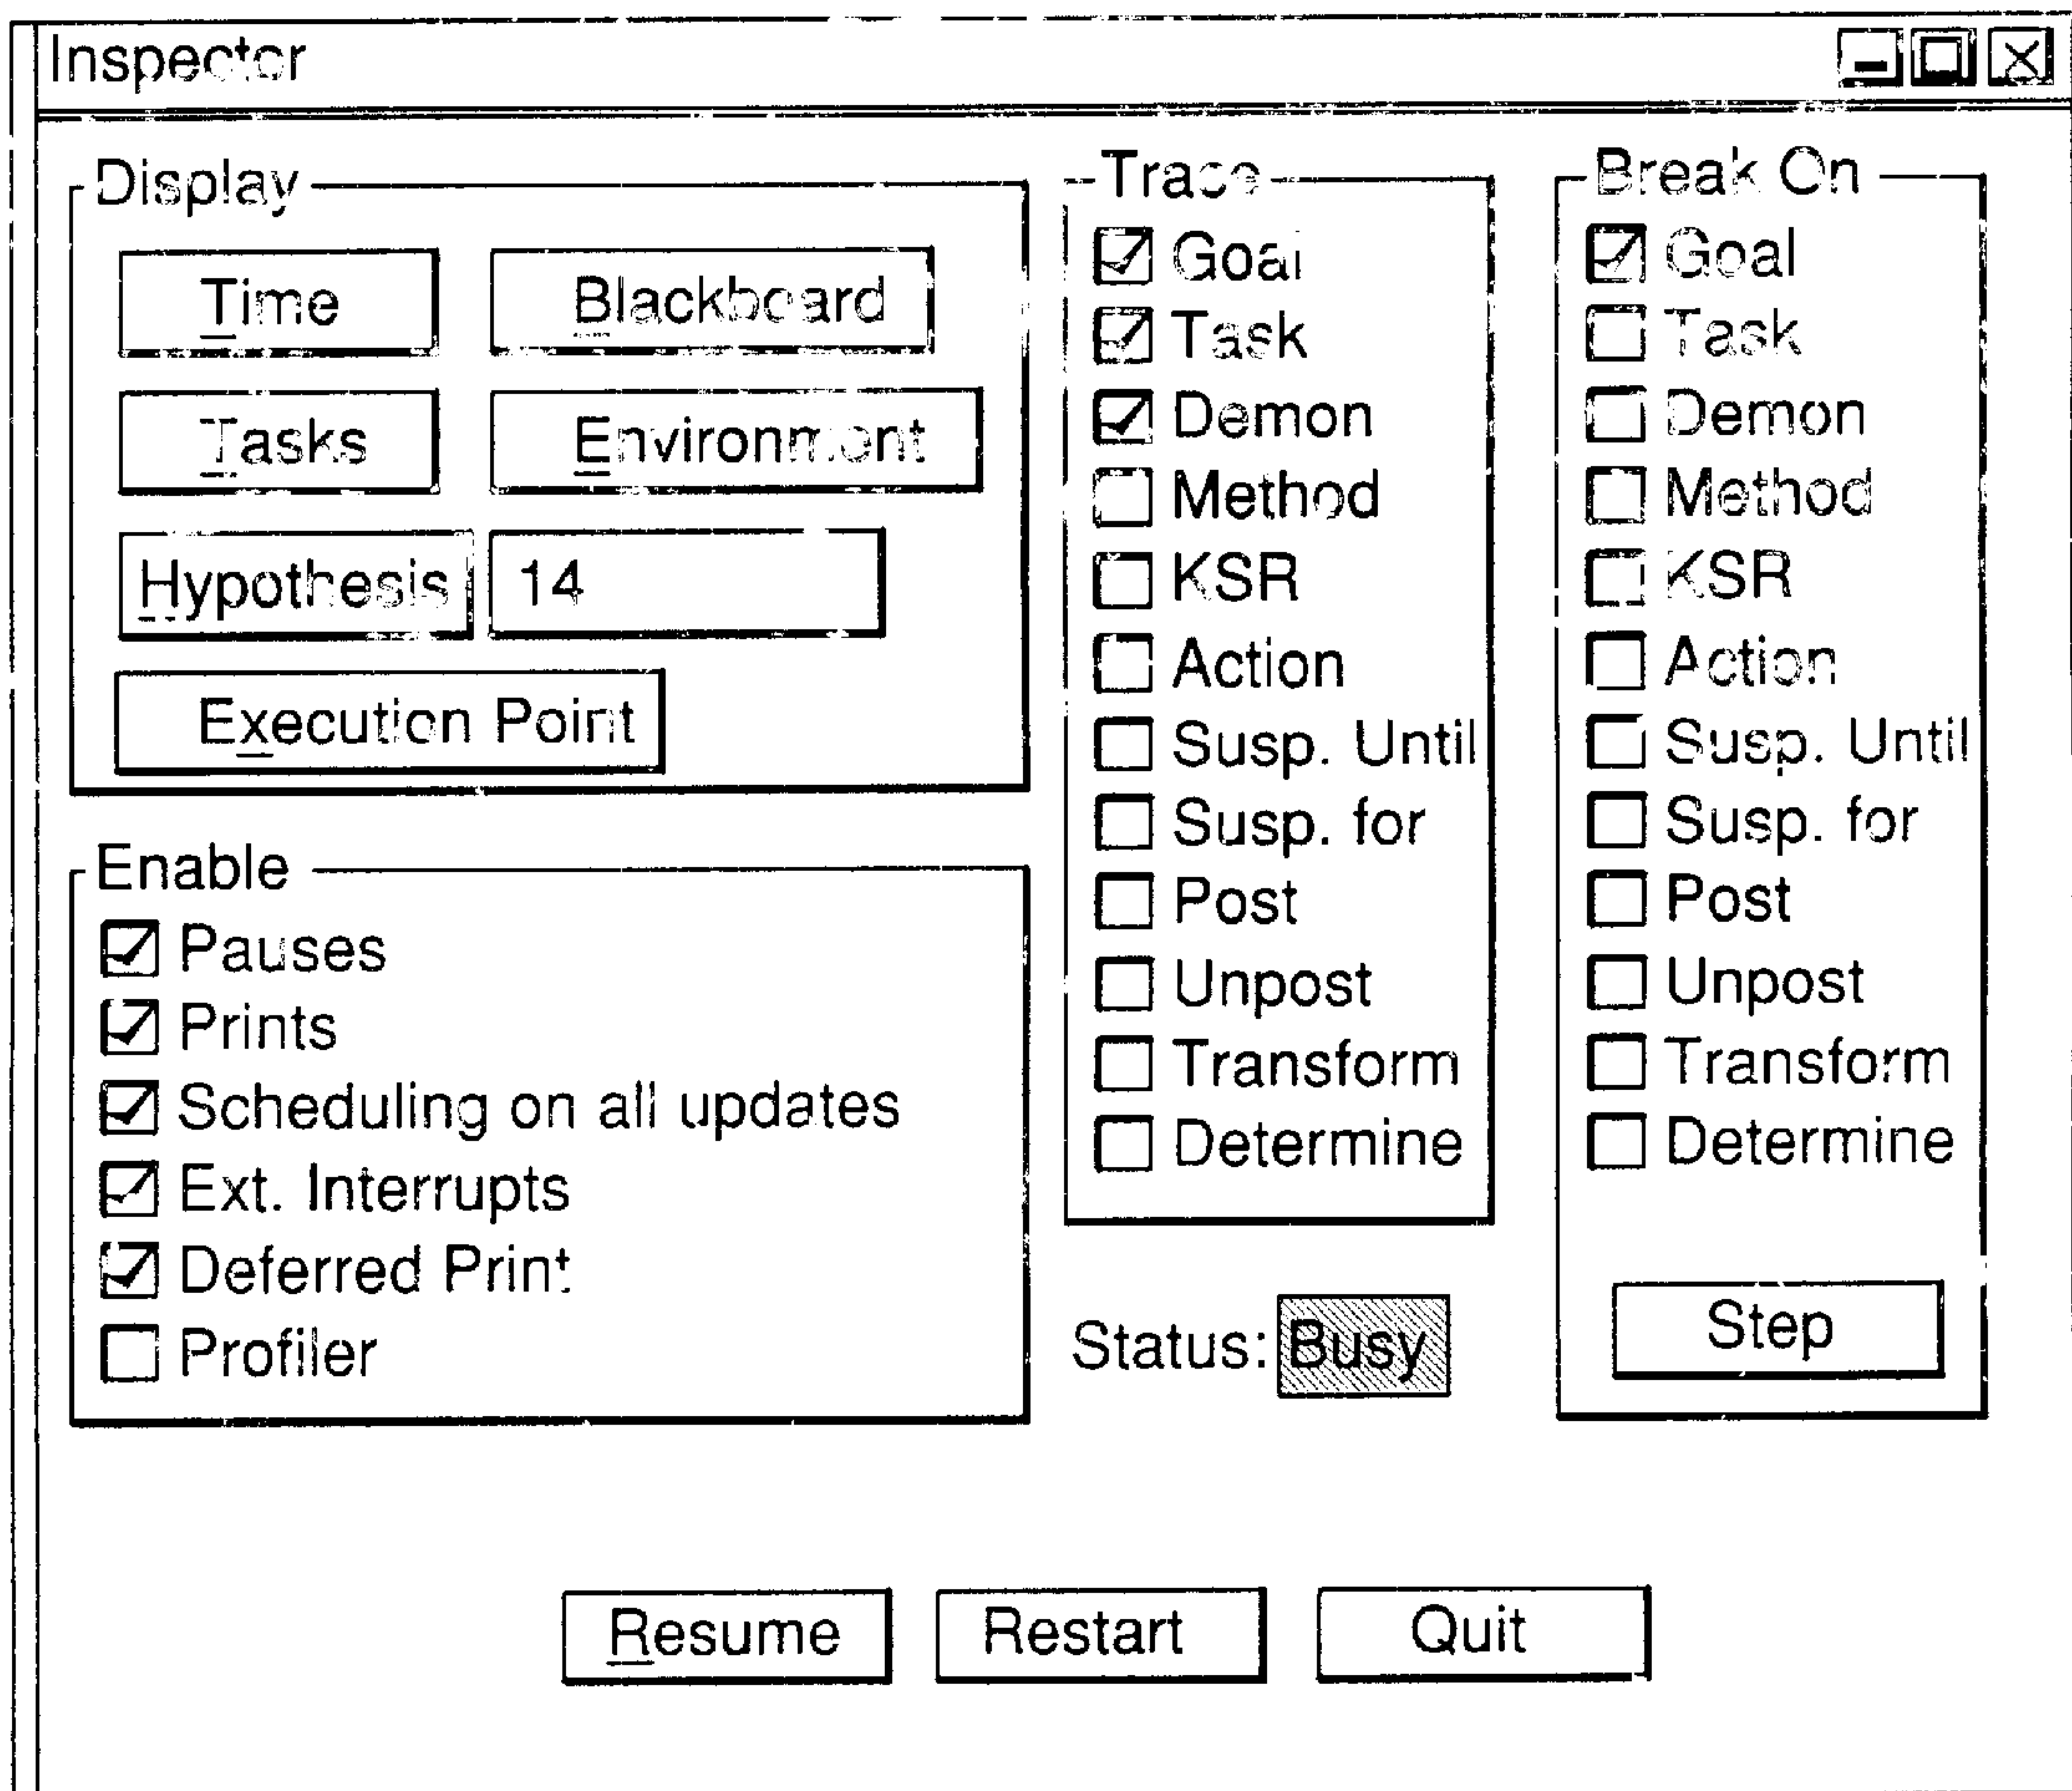 Inspector
Display
Time
Blackboard
Tasks
Environment
Hypothesis
14
Execution Point
Enable
Pauses
Prints
Scheduling on all updates
Ext. Interrupts
Deferred Print
Profiler
Trace
Goal
Task
Demon
Method
KSR
Action
Susp. Until
Susp. for
Post
Unpost
Transform
Determine
Status: Busy
Break On
Goal
Task
Demon
Method
KSR
Action
Susp. Until
Susp. for
Post
Unpost
Transform
Determine
Step
Resume
Restart
Quit